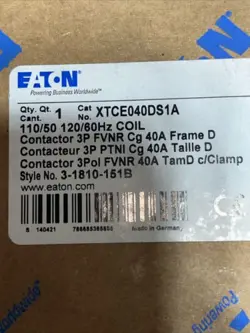 EATON
Powering Business Worldwide
Qty. Qt. 1 Cat XTCE040DS1A
Cant. No.
110/50 120/60Hz COIL
Contactor 3P FVNR Cg 40A Frame D
Contacteur 3P PTNI Cg 40A Taille D
Contactor 3Pol FVNR 40A TamD c/Clamp
Style No. 3-1810-151B
www.eaton.com
Made in Germany